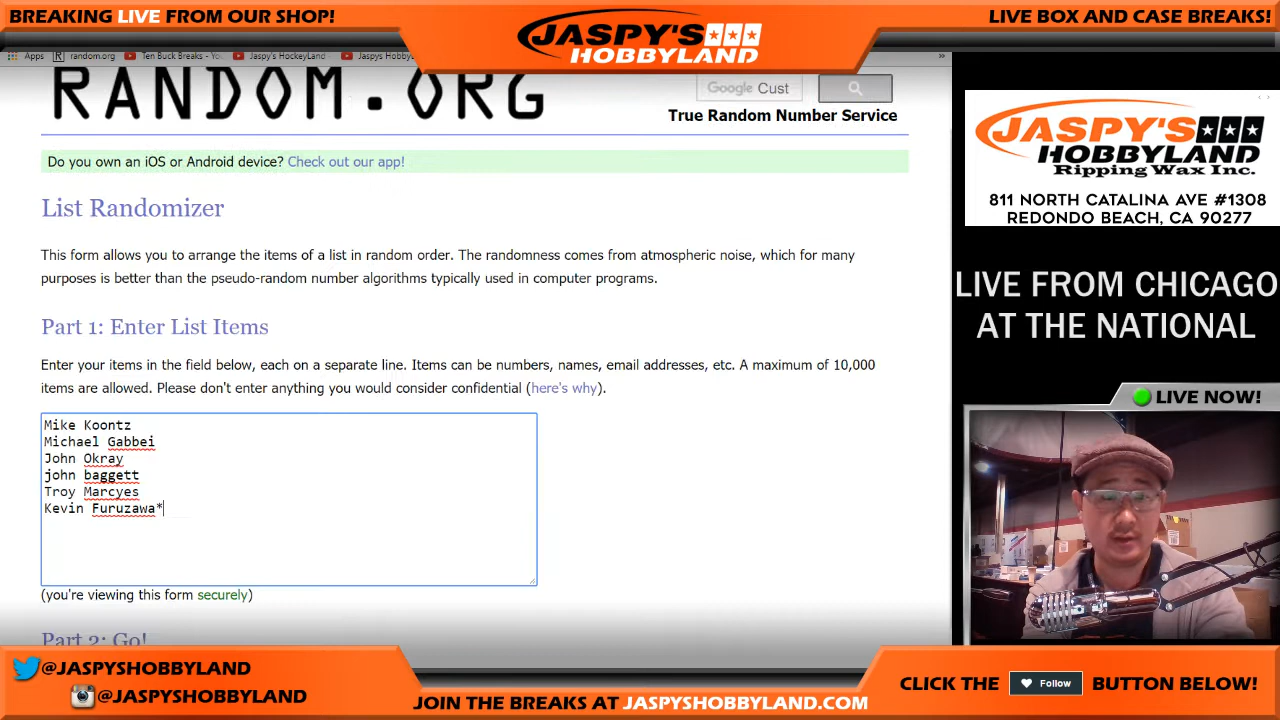 BREAKING LIVE FROM OUR SHOP!
JASPY'S
HOBBYLAND
LIVE BOX AND CASE BREAKS!
Apps R random.org Ten Buck Breaks - Yo Jaspy's HockeyLand Jaspys Hobby »
RANDOM.ORG
Google Cust
True Random Number Service
Do you own an iOS or Android device? Check out our app!
List Randomizer
This form allows you to arrange the items of a list in random order. The randomness comes from atmospheric noise, which for many
purposes is better than the pseudo-random number algorithms typically used in computer programs.
Part 1: Enter List Items
Enter your items in the field below, each on a separate line. Items can be numbers, names, email addresses, etc. A maximum of 10,000
items are allowed. Please don't enter anything you would consider confidential (here's why).
Mike Koontz
Michael Gabbei
John Okray
john baggett
Troy Marcyes
Kevin Furuzawa*
(you're viewing this form securely)
Part 2: Go!
JASPY'S
HOBBYLAND
Ripping Wax Inc.
811 NORTH CATALINA AVE #1308
REDONDO BEACH, CA 90277
LIVE FROM CHICAGO
AT THE NATIONAL
LIVE NOW!
@JASPYSHOBBYLAND
@JASPYSHOBBYLAND
JOIN THE BREAKS AT JASPYSHOBBYLAND.COM
CLICK THE Follow BUTTON BELOW!